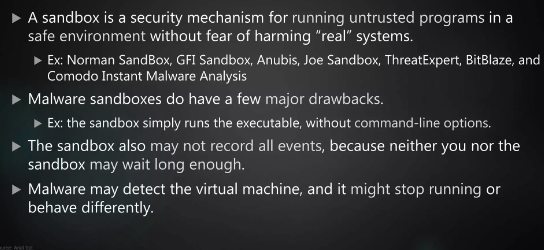 A sandbox is a security mechanism for running untrusted programs in a
safe environment without fear of harming “real” systems.
Ex: Norman SandBox, GFI Sandbox, Anubis, Joe Sandbox, ThreatExpert, BitBlaze, and
Comodo Instant Malware Analysis
Malware sandboxes do have a few major drawbacks.
Ex: the sandbox simply runs the executable, without command-line options.
The sandbox also may not record all events, because neither you nor the
sandbox may wait long enough.
Malware may detect the virtual machine, and it might stop running or
behave differently.